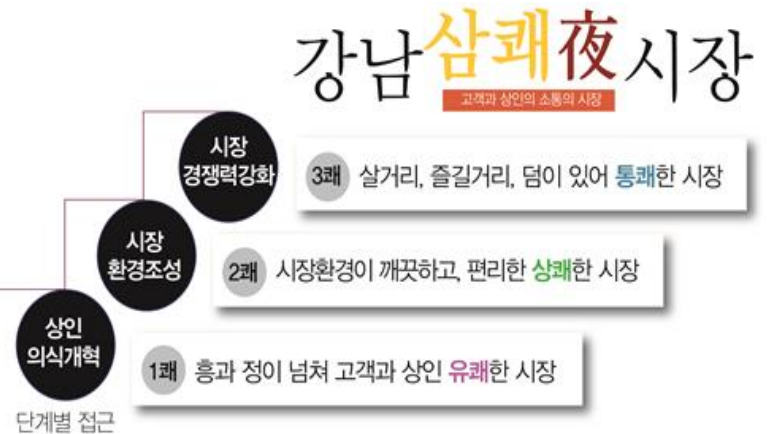 강남삼쾌夜시장
고객과 상인의 소통의 시장
시장
경쟁력강화
3쾌 살거리, 즐길거리, 덤이 있어 통쾌한 시장
시장
환경조성
2쾌 시장환경이 깨끗하고, 편리한 상쾌한 시장
상인
의식개혁
1쾌 흥과 정이 넘쳐 고객과 상인 유쾌한 시장
단계별 접근